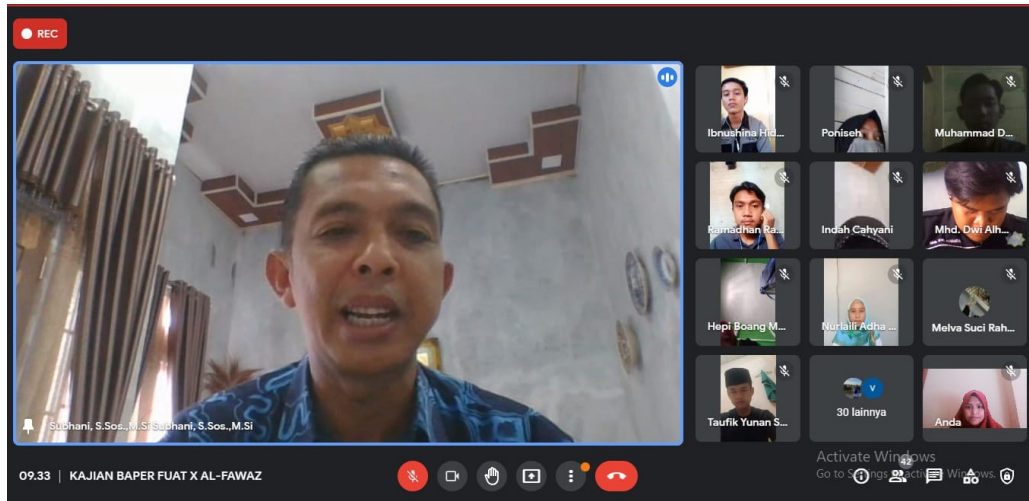 REC
Ibnushina Hid...
Poniseh
Muhammad D...
Ramadhan Ra...
Indah Cahyani
Mhd. Dwi Alh...
Hepi Boang M...
Nurlaili Adha ...
Melva Suci Rah...
Taufik Yunan S...
V
30 lainnya
Anda
Subhani, S.Sos.,M.Si Subhani, S.Sos.,M.Si
09.33 | KAJIAN BAPER FUAT X AL-FAWAZ
Activate Windows
42
Go to Settings to activate Windows.